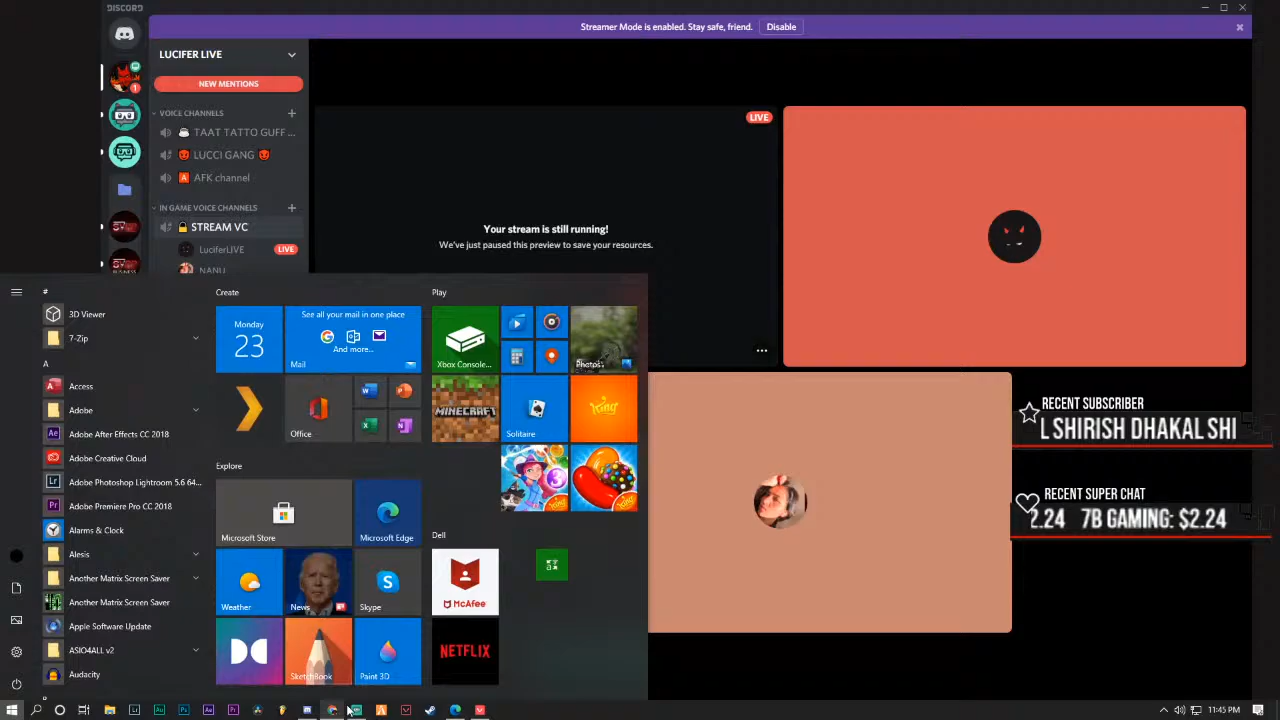 DISCORD
Streamer Mode is enabled. Stay safe, friend. Disable
LUCIFER LIVE
NEW MENTIONS
VOICE CHANNELS
TAAT TATTO GUFF ...
LUCCI GANG
AFK channel
IN GAME VOICE CHANNELS
STREAM VC
LuciferLIVE LIVE
NANU
LIVE
Your stream is still running!
We've just paused this preview to save your resources.
#
3D Viewer
7-Zip
A
Access
Adobe
Adobe After Effects CC 2018
Adobe Creative Cloud
Adobe Photoshop Lightroom 5.6 64...
Adobe Premiere Pro CC 2018
Alarms & Clock
Alesis
Another Matrix Screen Saver
Another Matrix Screen Saver
Apple Software Update
ASIO4ALL v2
Audacity
Create
Monday
23
See all your mail in one place
And more...
Mail
Office
Explore
Microsoft Store
Microsoft Edge
Weather
News
Skype
SketchBook
Paint 3D
Play
Xbox Console...
Photos
MINECRAFT
Solitaire
King
3
Dell
McAfee
NETFLIX
RECENT SUBSCRIBER
L SHIRISH DHAKAL SHI
RECENT SUPER CHAT
2.24 7B GAMING: $2.24
11:45 PM